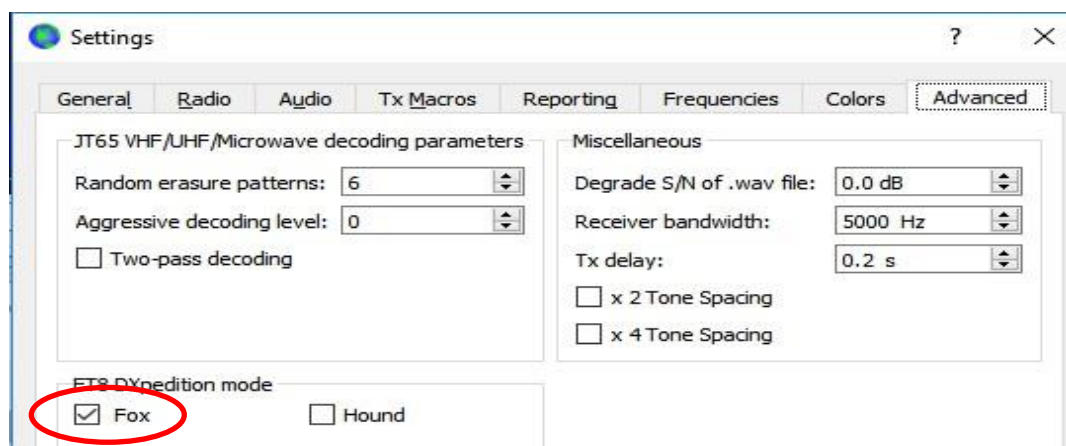 Settings ?
General Radio Audio Tx Macros Reporting Frequencies Colors Advanced
JT65 VHF/UHF/Microwave decoding parameters
Random erasure patterns: 6
Aggressive decoding level: 0
Two-pass decoding
Miscellaneous
Degrade S/N of .wav file: 0.0 dB
Receiver bandwidth: 5000 Hz
Tx delay: 0.2 s
x 2 Tone Spacing
x 4 Tone Spacing
FT8 DXpedition mode
Fox Hound